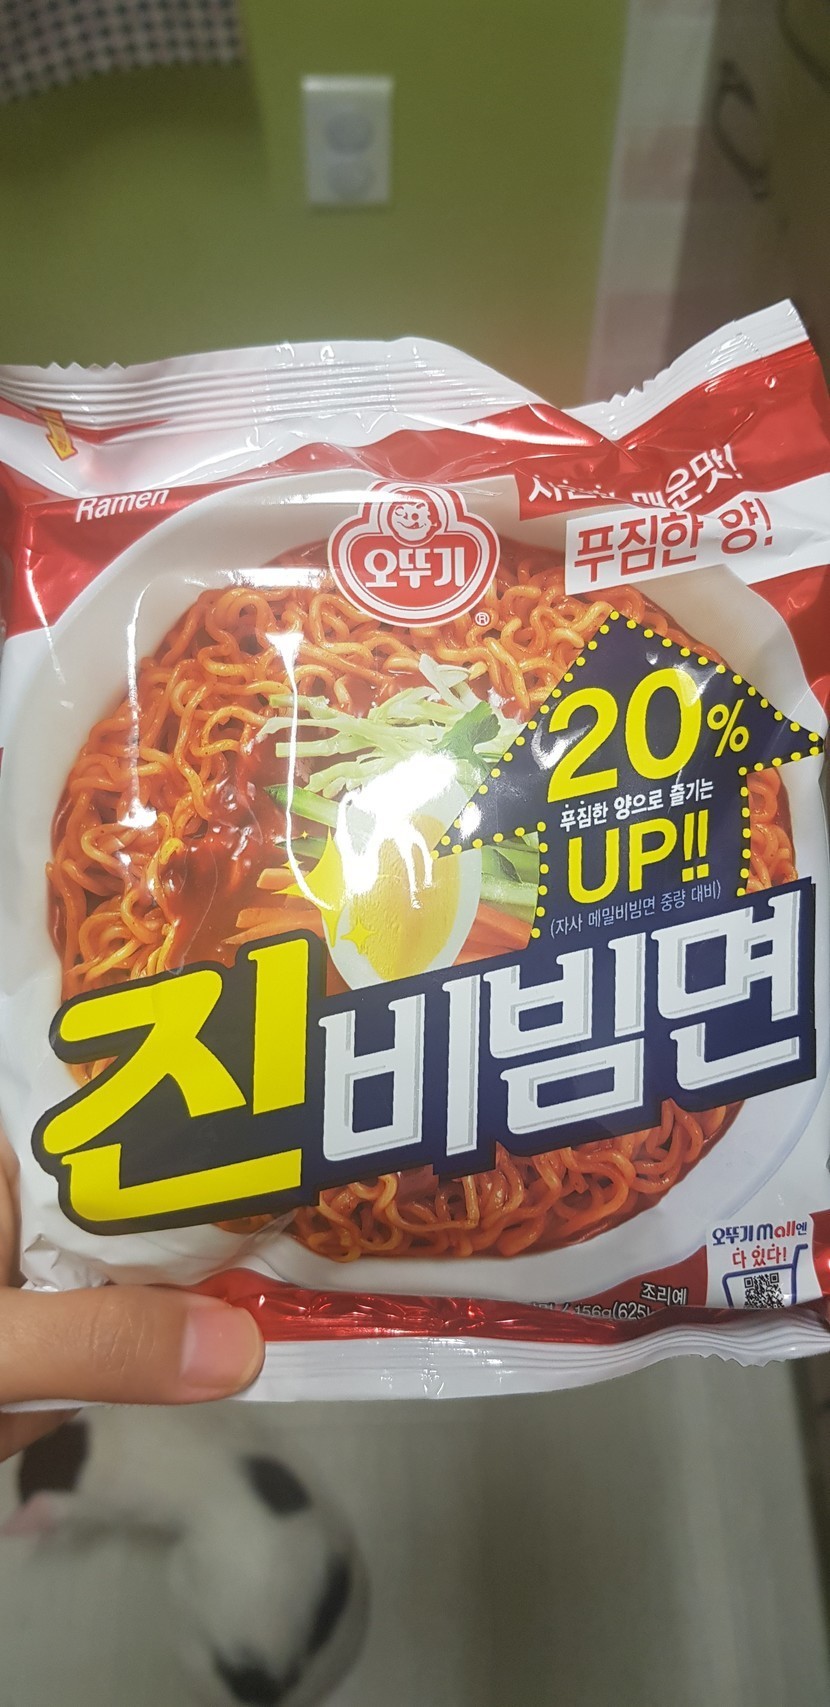 Ramen
매운맛!
푸짐한 양!
오뚜기
®
20%
푸짐한 양으로 즐기는
UP!!
(자사 메밀비빔면 중량 대비)
진비빔면
오뚜기 mall엔
다 있다!
조리예
156g(625